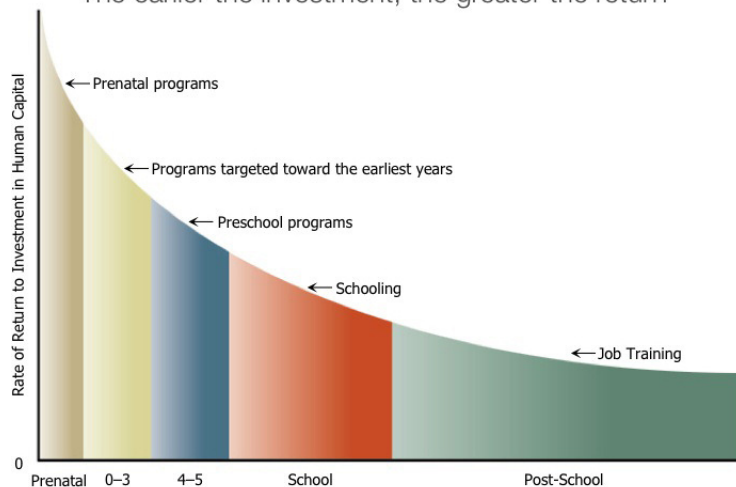 The earlier the investment, the greater the return
Rate of Return to Investment in Human Capital
Prenatal programs
Programs targeted toward the earliest years
Preschool programs
Schooling
Job Training
0
Prenatal
0–3
4–5
School
Post-School